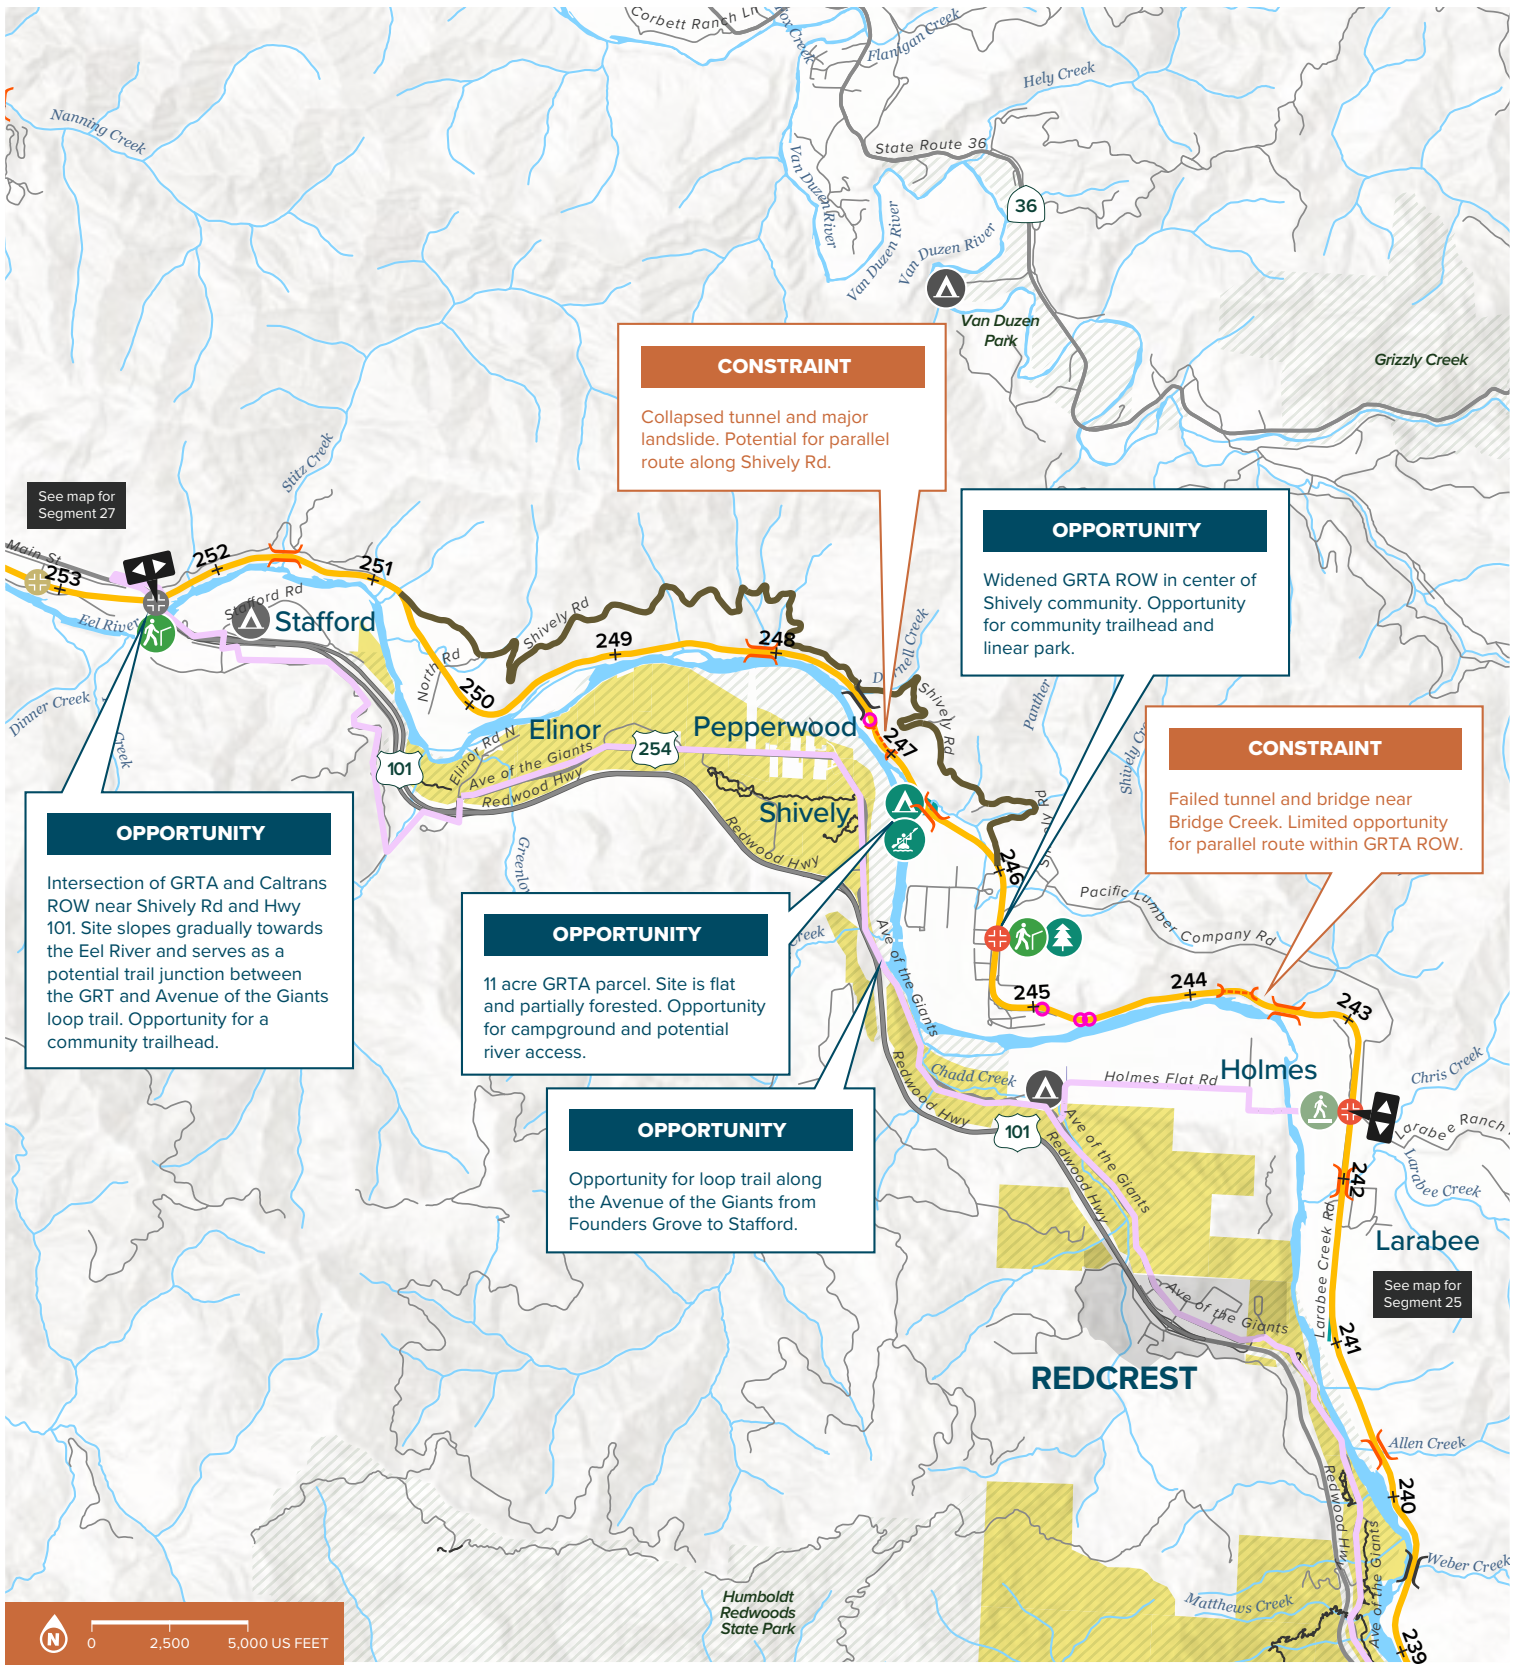 Corbett Ranch Ln
Fox Creek
Flanigan Creek
Hely Creek
Nanning Creek
State Route 36
36
Van Duzen River
Van Duzen River
Van Duzen River
Van Duzen
Park
Grizzly Creek
CONSTRAINT
Collapsed tunnel and major
landslide. Potential for parallel
route along Shively Rd.
Stitz Creek
See map for
Segment 27
OPPORTUNITY
Widened GRTA ROW in center of
Shively community. Opportunity
for community trailhead and
linear park.
Main St
253
252
251
Stafford Rd
Stafford
Eel River
Shively Rd
249
248
North Rd
250
Shively Rd
247
Panther
Dinner Creek
Creek
Elinor
Elinor Rd N
Pepperwood
254
101
Ave of the Giants
Redwood Hwy
Shively
Redwood Hwy
CONSTRAINT
Failed tunnel and bridge near
Bridge Creek. Limited opportunity
for parallel route within GRTA ROW.
246
Pacific Lumber Company Rd
OPPORTUNITY
Intersection of GRTA and Caltrans
ROW near Shively Rd and Hwy
101. Site slopes gradually towards
the Eel River and serves as a
potential trail junction between
the GRT and Avenue of the Giants
loop trail. Opportunity for a
community trailhead.
OPPORTUNITY
11 acre GRTA parcel. Site is flat
and partially forested. Opportunity
for campground and potential
river access.
Creek
Ave of the Giants
245
244
243
Redwood Hwy
Chadd Creek
Holmes
Holmes Flat Rd
Chris Creek
Larabee Ranch
101
OPPORTUNITY
Opportunity for loop trail along
the Avenue of the Giants from
Founders Grove to Stafford.
Ave of the Giants
Redwood Hwy
242
Larabee Creek
Larabee Creek Rd
Larabee
See map for
Segment 25
Ave of the Giants
241
REDCREST
Allen Creek
240
Redwood Hwy
Ave of the Giants
Weber Creek
Matthews Creek
239
Humboldt
Redwoods
State Park
N
0
2,500
5,000 US FEET